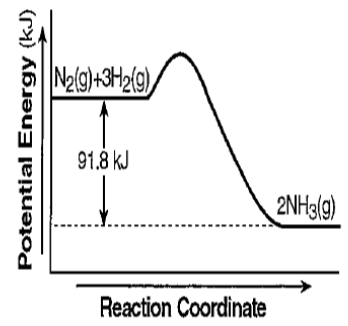 Potential Energy (kJ)
N₂(g)+3H₂(g)
91.8 kJ
2NH₃(g)
Reaction Coordinate